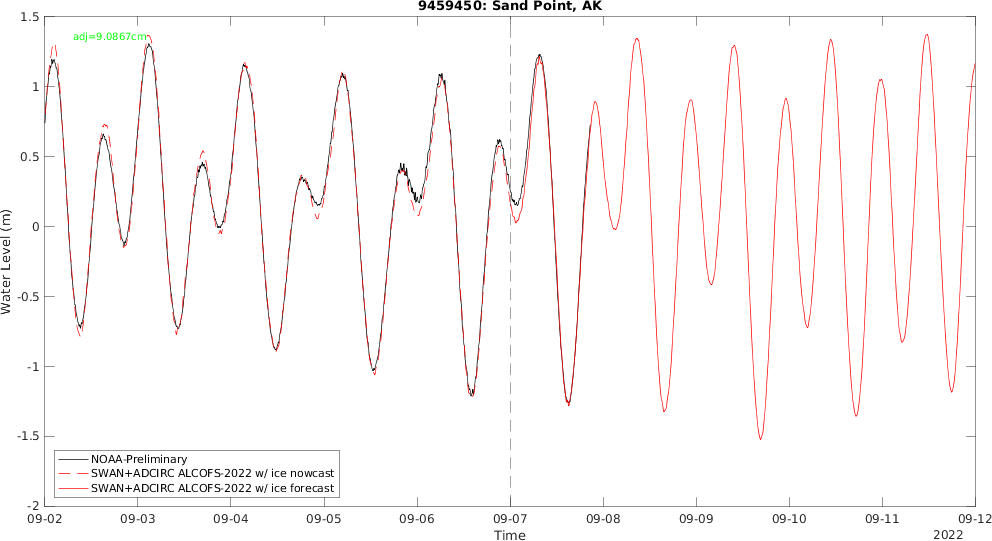 9459450: Sand Point, AK
adj=9.0867cm
1.5
1
0.5
0
-0.5
-1
-1.5
-2
Water Level (m)
NOAA-Preliminary
SWAN+ADCIRC ALCOFS-2022 w/ ice nowcast
SWAN+ADCIRC ALCOFS-2022 w/ ice forecast
09-02 09-03 09-04 09-05 09-06 09-07 09-08 09-09 09-10 09-11 09-12
Time
2022